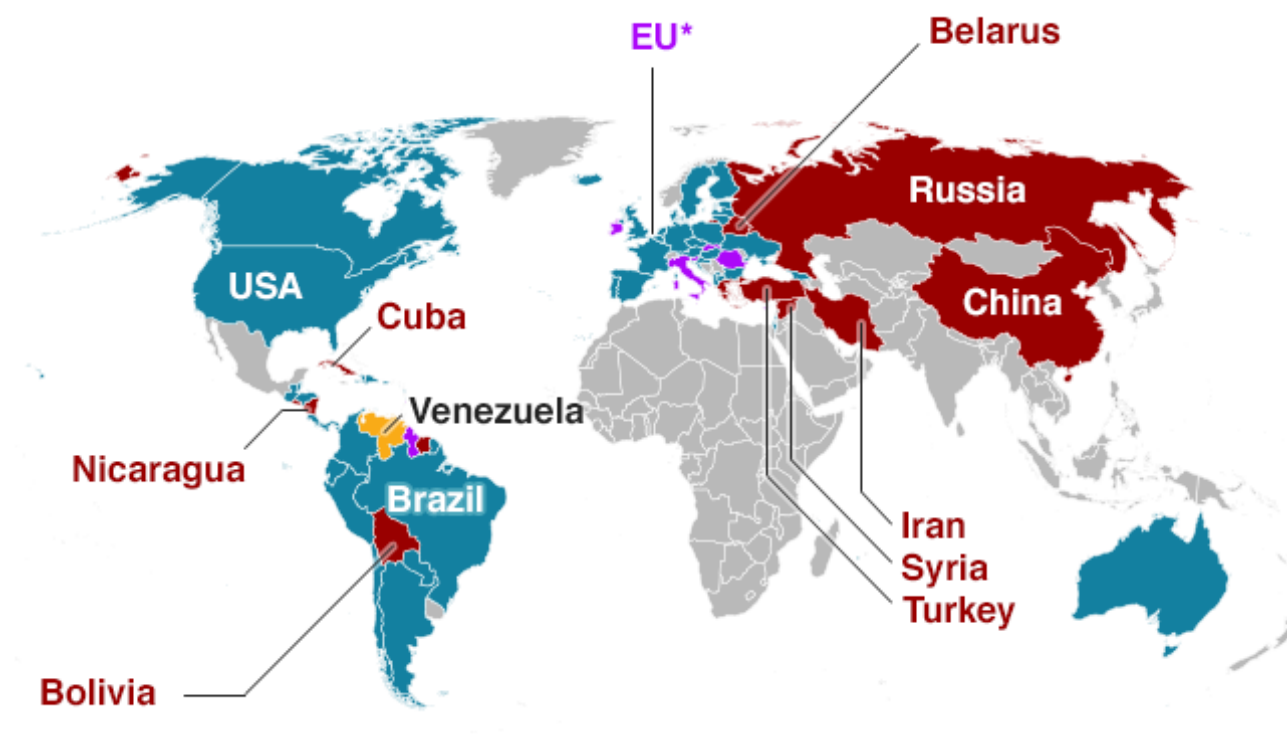 EU*
Belarus
Russia
USA
China
Cuba
Venezuela
Nicaragua
Brazil
Iran
Syria
Turkey
Bolivia